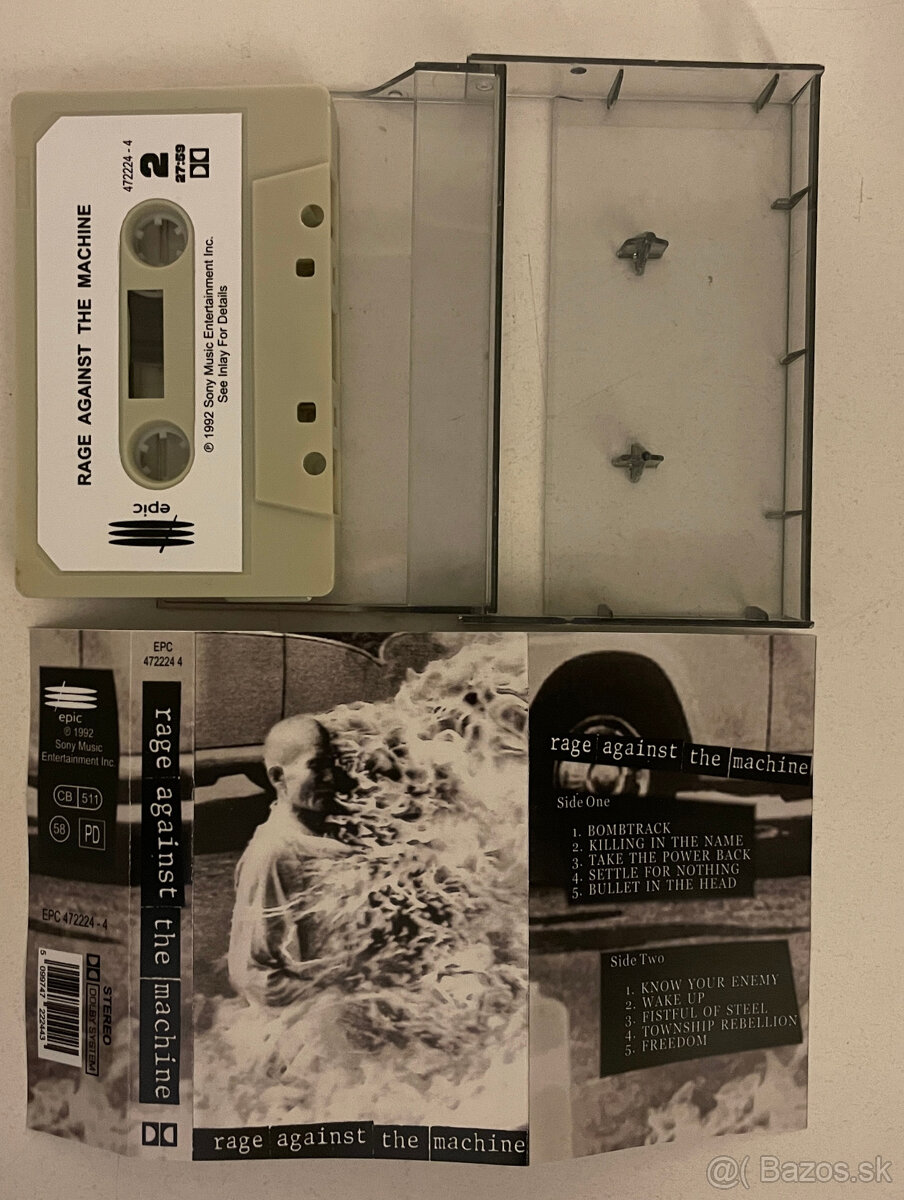 RAGE AGAINST THE MACHINE
472224 - 4
2
27:59
℗ 1992 Sony Music Entertainment Inc.
See Inlay For Details
epic
epic
℗ 1992
Sony Music
Entertainment Inc.
CB 511
58 PD
EPC 472224 - 4
5 099747 222443
STEREO
DOLBY SYSTEM
EPC
472224 4
rage against the machine
rage against the machine
rage against the machine
Side One
1. BOMBTRACK
2. KILLING IN THE NAME
3. TAKE THE POWER BACK
4. SETTLE FOR NOTHING
5. BULLET IN THE HEAD
Side Two
1. KNOW YOUR ENEMY
2. WAKE UP
3. FISTFUL OF STEEL
4. TOWNSHIP REBELLION
5. FREEDOM
@( Bazos.sk